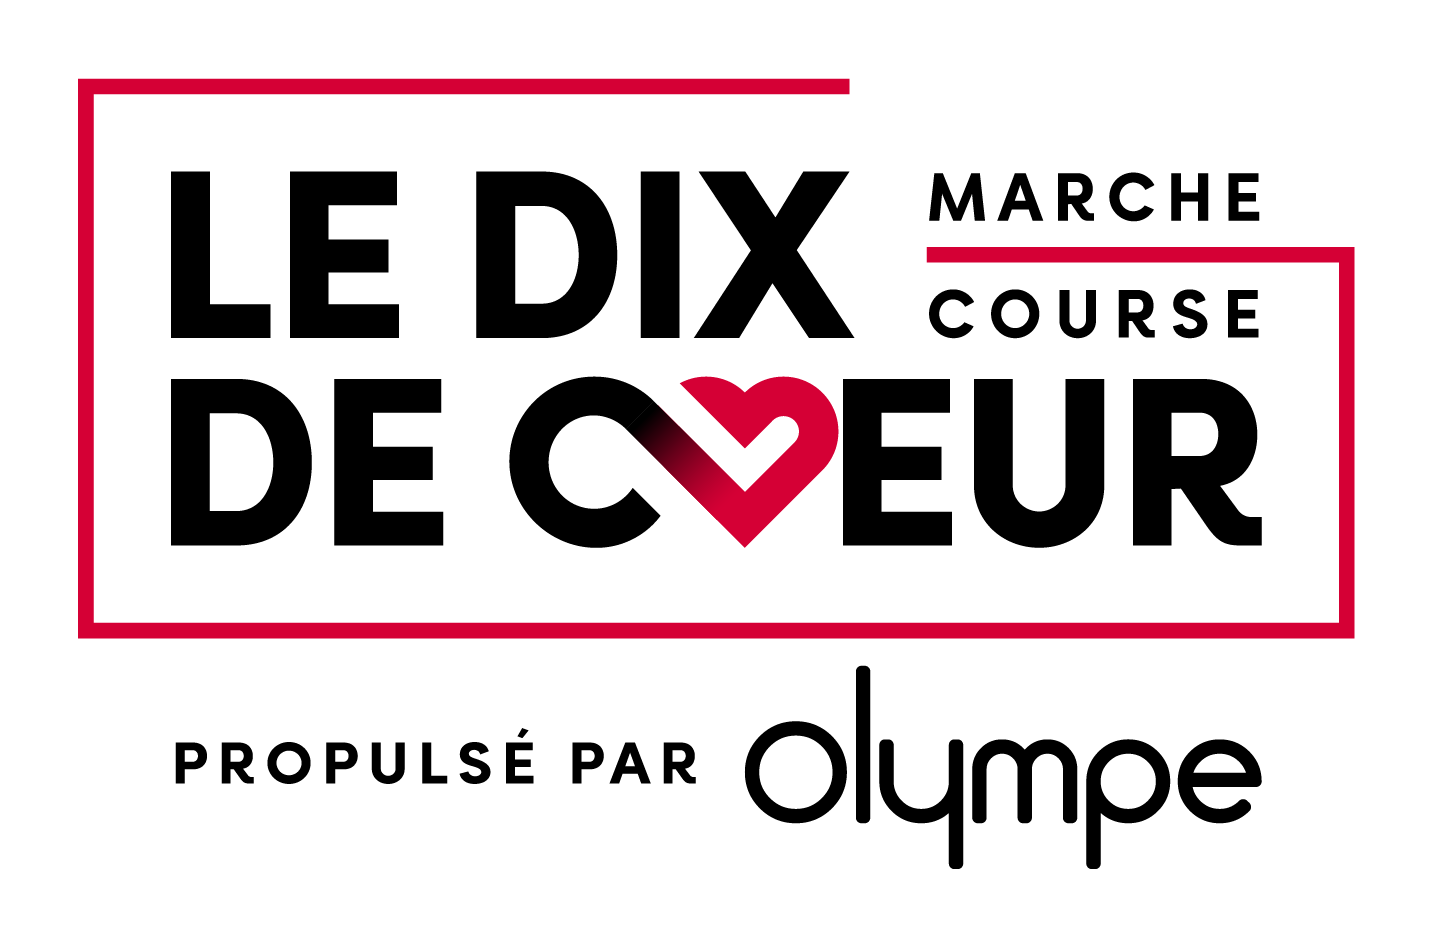 LE DIX
MARCHE
COURSE
DE CŒUR
PROPULSÉ PAR olympe